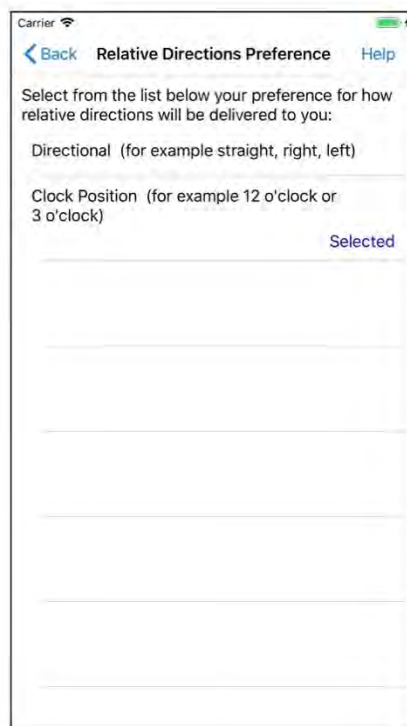 Carrier
Back Relative Directions Preference Help
Select from the list below your preference for how
relative directions will be delivered to you:
Directional (for example straight, right, left)
Clock Position (for example 12 o'clock or
3 o'clock)
Selected